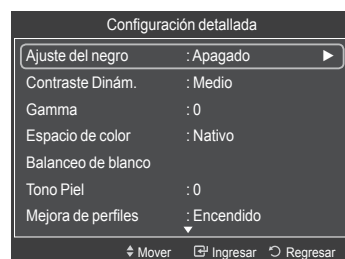 Configuración detallada
Ajuste del negro : Apagado ►
Contraste Dinám. : Medio
Gamma : 0
Espacio de color : Nativo
Balanceo de blanco
Tono Piel : 0
Mejora de perfiles : Encendido
▼
Mover Ingresar Regresar